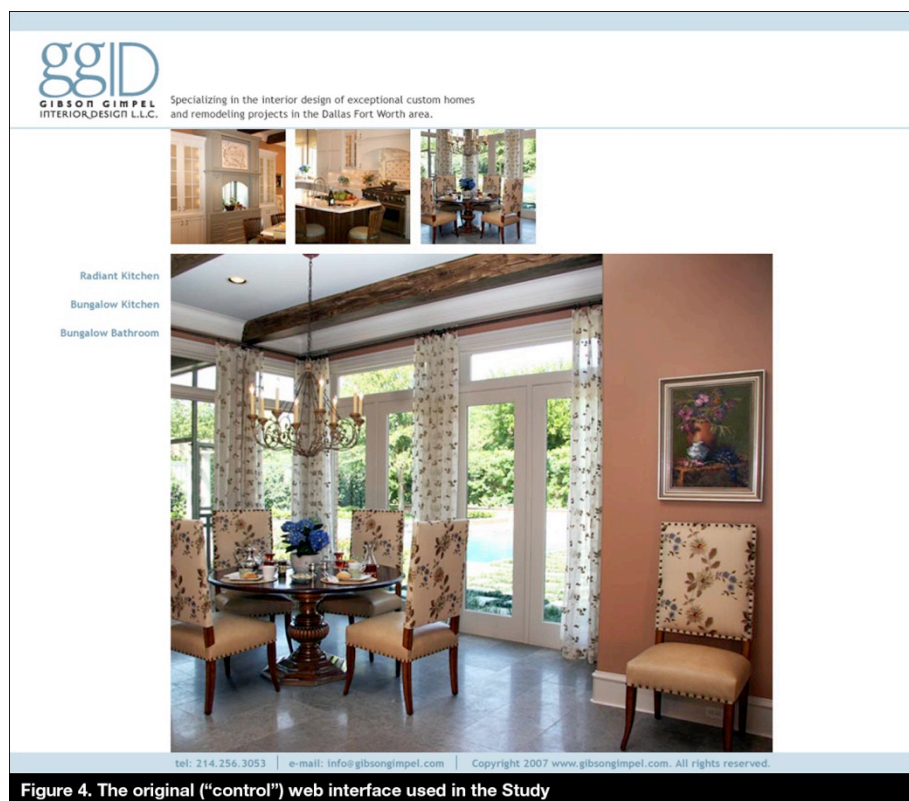 ggID
GIBSON GIMPEL
INTERIOR DESIGN L.L.C.
Specializing in the interior design of exceptional custom homes
and remodeling projects in the Dallas Fort Worth area.
Radiant Kitchen
Bungalow Kitchen
Bungalow Bathroom
tel: 214.256.3053 | e-mail: info@gibsongimpel.com | Copyright 2007 www.gibsongimpel.com. All rights reserved.
Figure 4. The original (“control”) web interface used in the Study